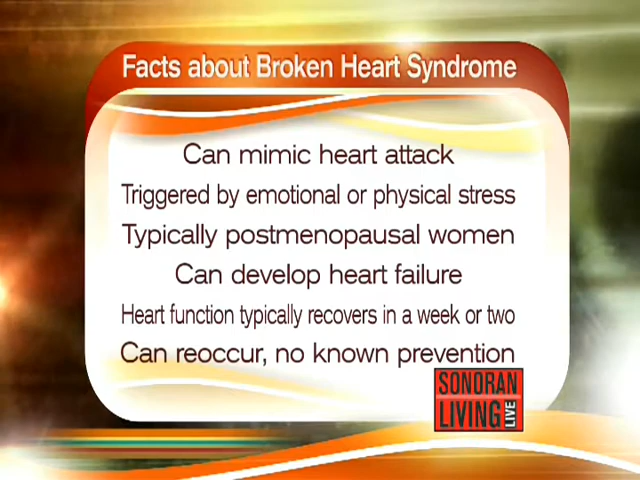 Facts about Broken Heart Syndrome
Can mimic heart attack
Triggered by emotional or physical stress
Typically postmenopausal women
Can develop heart failure
Heart function typically recovers in a week or two
Can reoccur, no known prevention
SONORAN
LIVING LIVE